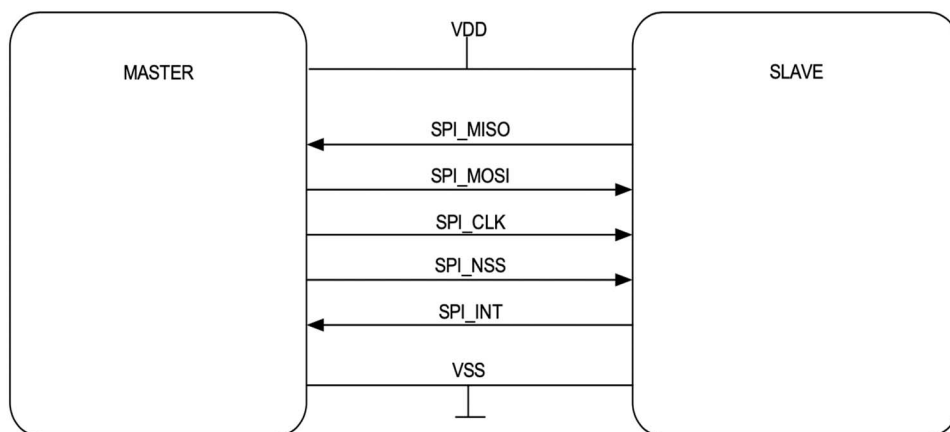 VDD
MASTER
SLAVE
SPI_MISO
SPI_MOSI
SPI_CLK
SPI_NSS
SPI_INT
VSS